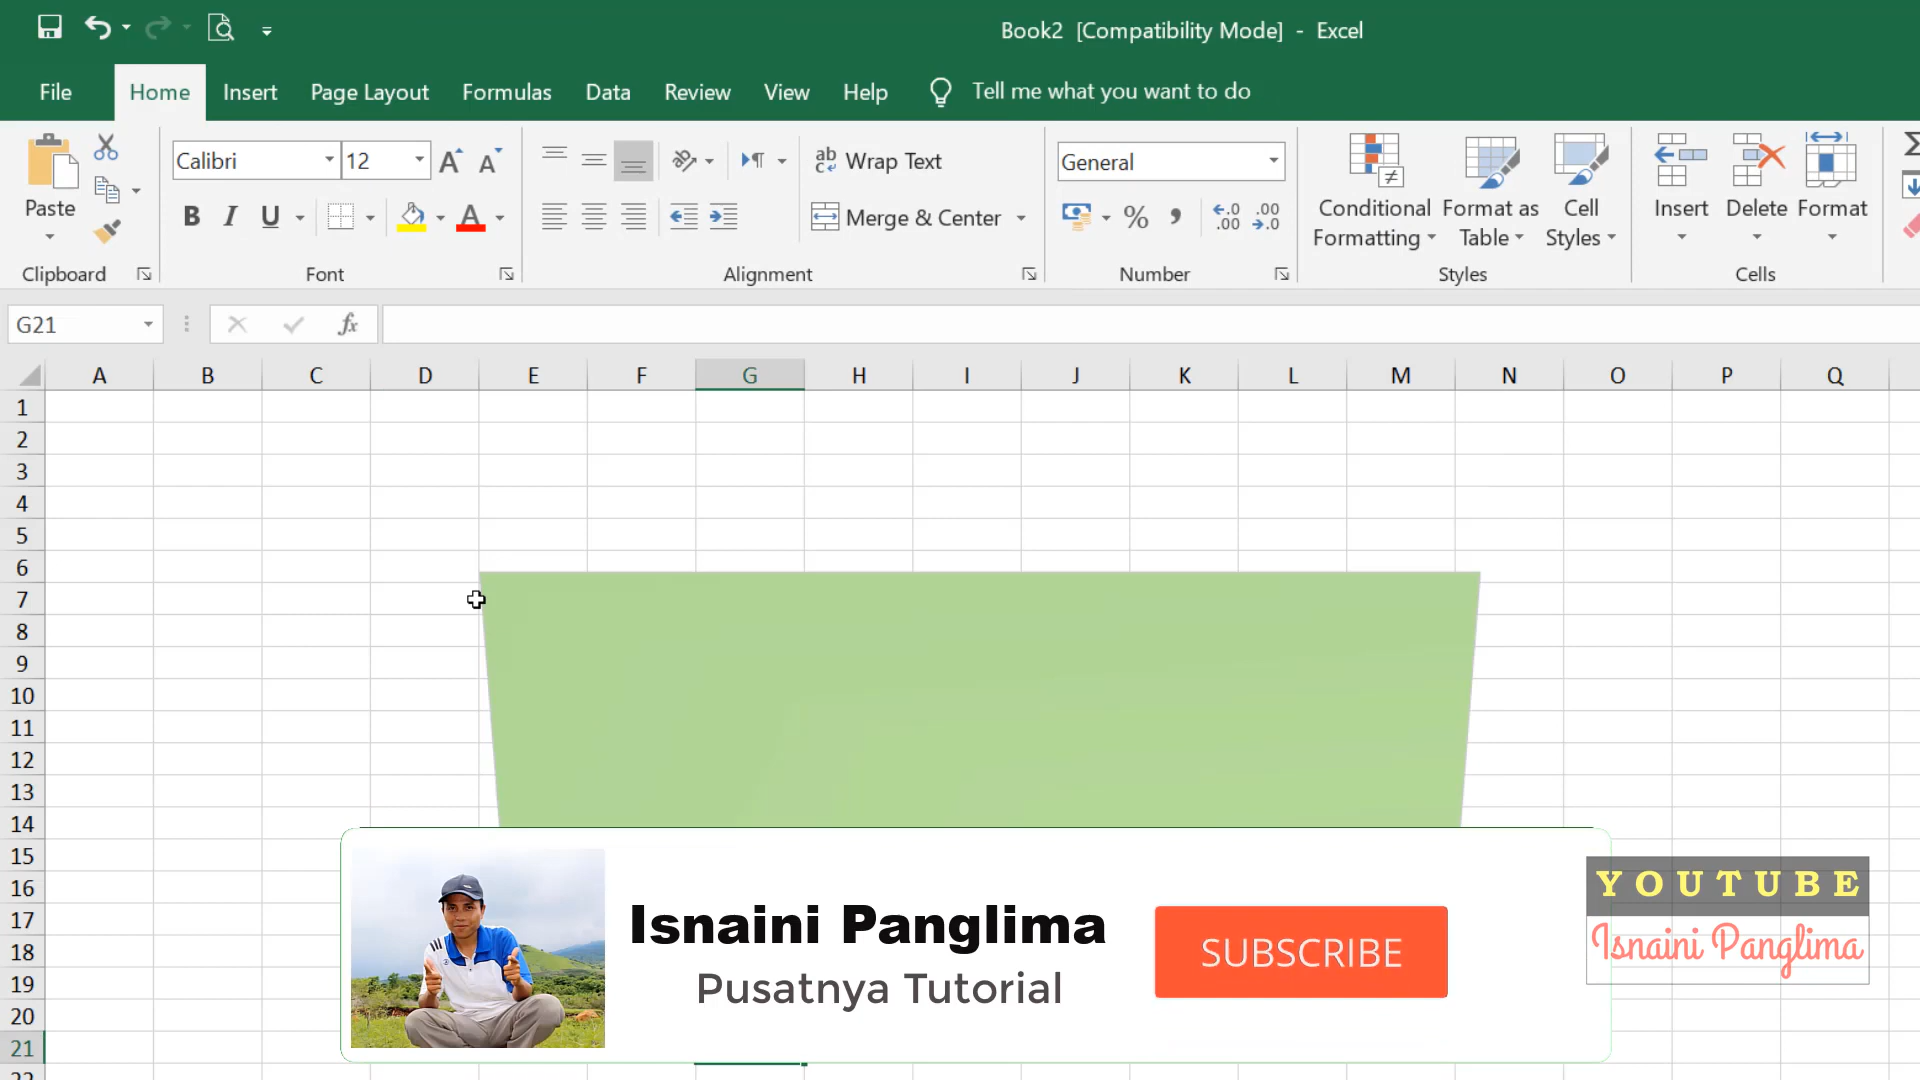 Book2 [Compatibility Mode] - Excel
File Home Insert Page Layout Formulas Data Review View Help Tell me what you want to do
Paste
Clipboard
Calibri 12
B I U
Font
Wrap Text
Merge & Center
Alignment
General
Number
Conditional Formatting
Format as Table
Cell Styles
Styles
Insert Delete Format
Cells
G21
fx
A B C D E F G H I J K L M N O P Q
1
2
3
4
5
6
7
8
9
10
11
12
13
14
15
16
17
18
19
20
21
22
Isnaini Panglima
Pusatnya Tutorial
SUBSCRIBE
YOUTUBE
Isnaini Panglima